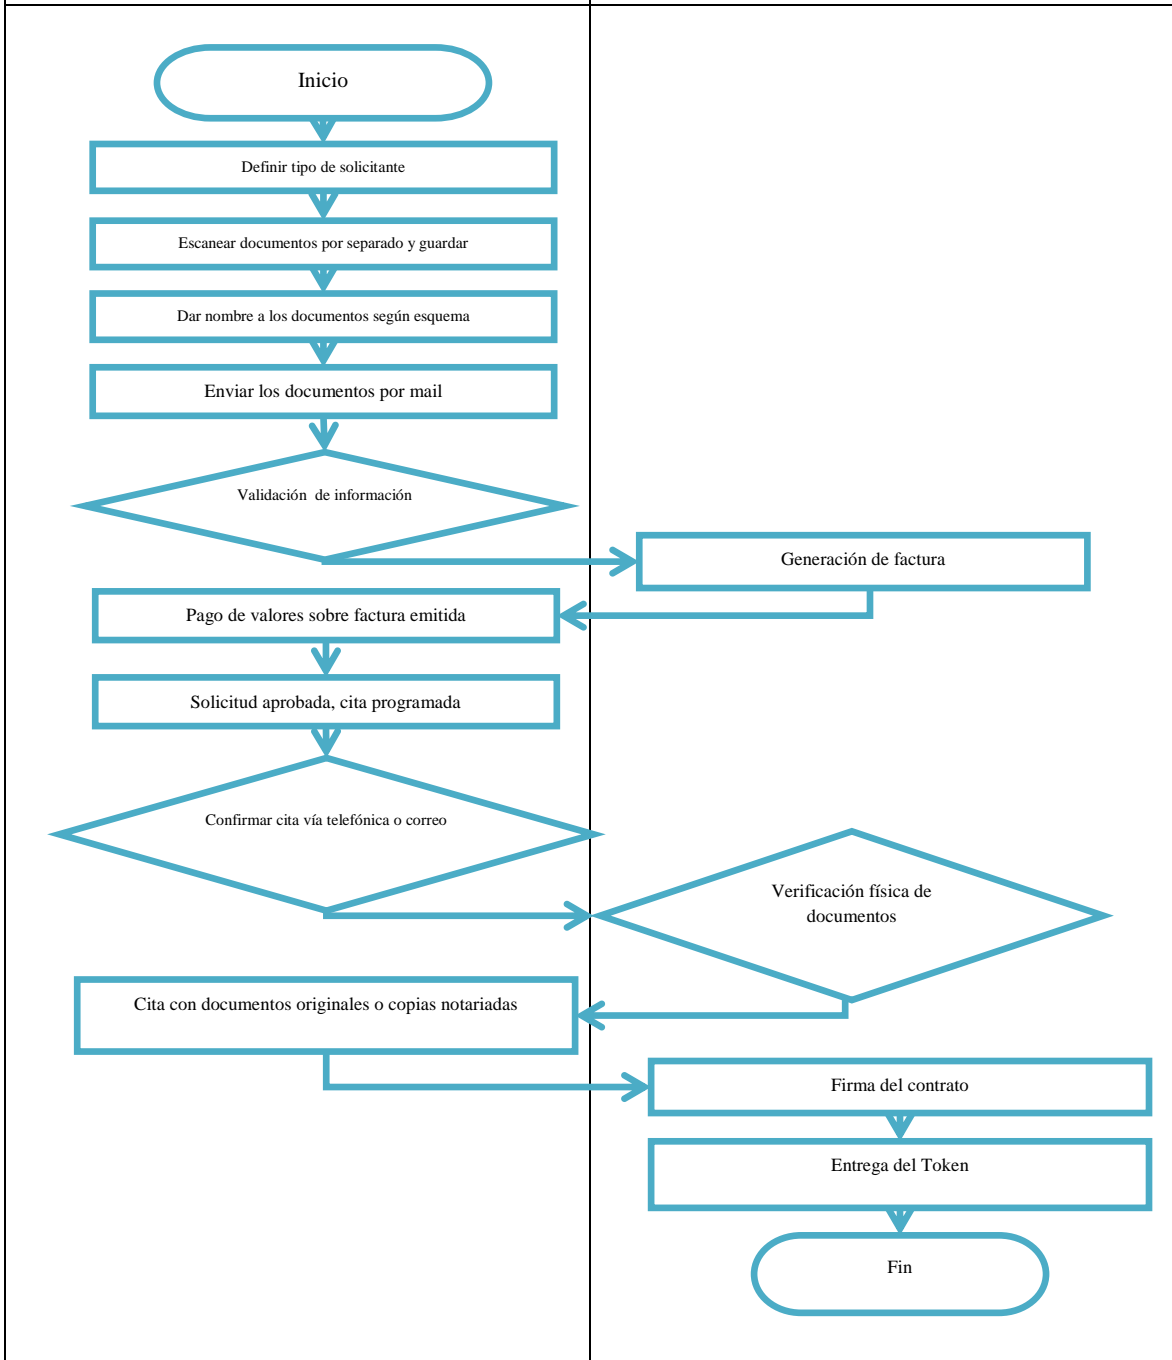 Inicio
Definir tipo de solicitante
Escanear documentos por separado y guardar
Dar nombre a los documentos según esquema
Enviar los documentos por mail
Validación  de información
Generación de factura
Pago de valores sobre factura emitida
Solicitud aprobada, cita programada
Confirmar cita vía telefónica o correo
Verificación física de
documentos
Cita con documentos originales o copias notariadas
Firma del contrato
Entrega del Token
Fin